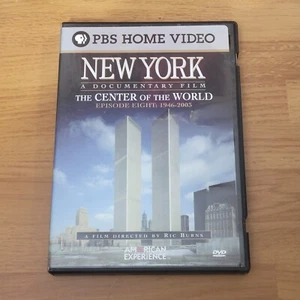 PBS HOME VIDEO
NEW YORK
A DOCUMENTARY FILM
THE CENTER OF THE WORLD
EPISODE EIGHT: 1946-2003
A FILM DIRECTED BY RIC BURNS
AMERICAN
EXPERIENCE
DVD